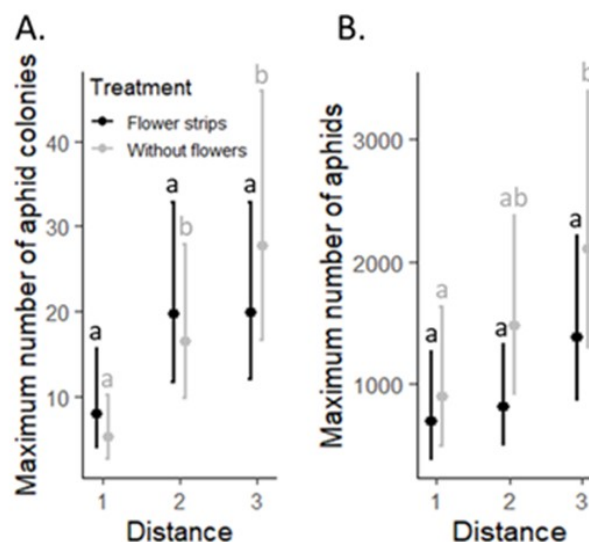 A.
Maximum number of aphid colonies
Treatment
Flower strips
Without flowers
40
30
20
10
a
a
a
b
a
b
1
2
3
Distance
B.
Maximum number of aphids
3000
2000
1000
a
a
a
ab
a
b
1
2
3
Distance